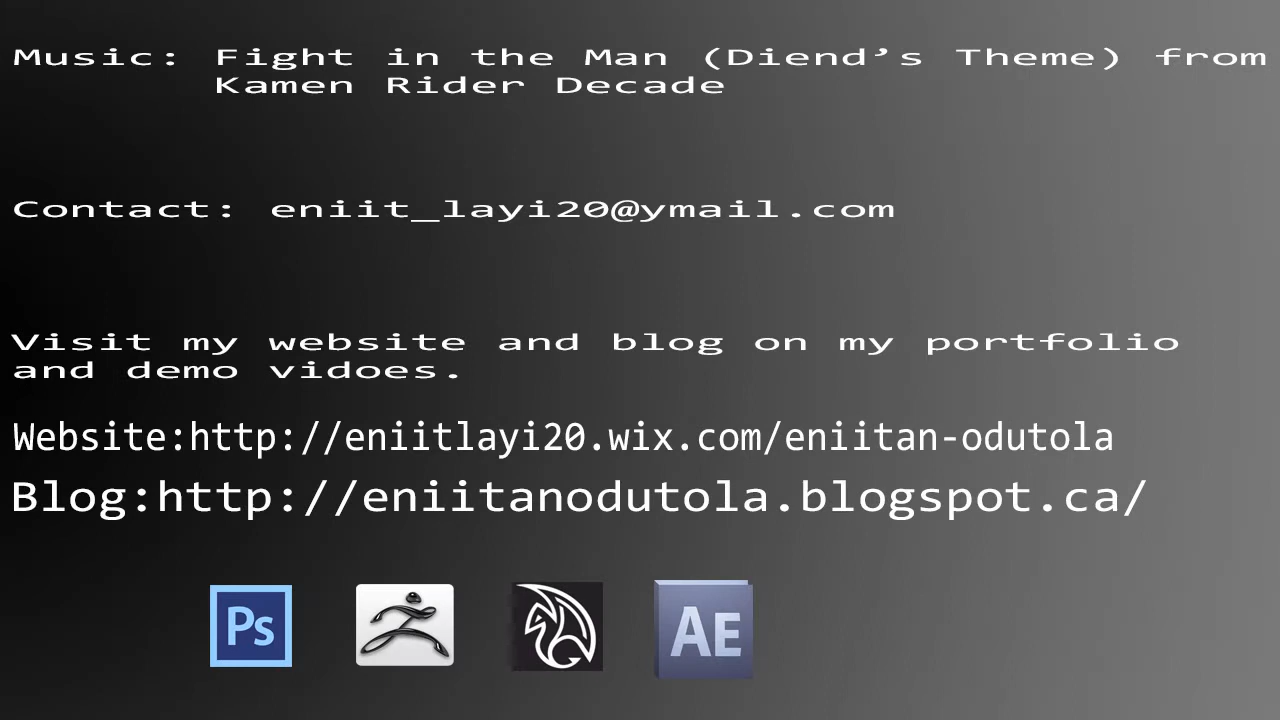 Music: Fight in the Man (Diend’s Theme) from
Kamen Rider Decade
Contact: eniit_layi20@ymail.com
Visit my website and blog on my portfolio
and demo vidoes.
Website:http://eniitlayi20.wix.com/eniitan-odutola
Blog:http://eniitanodutola.blogspot.ca/
Ps
AE